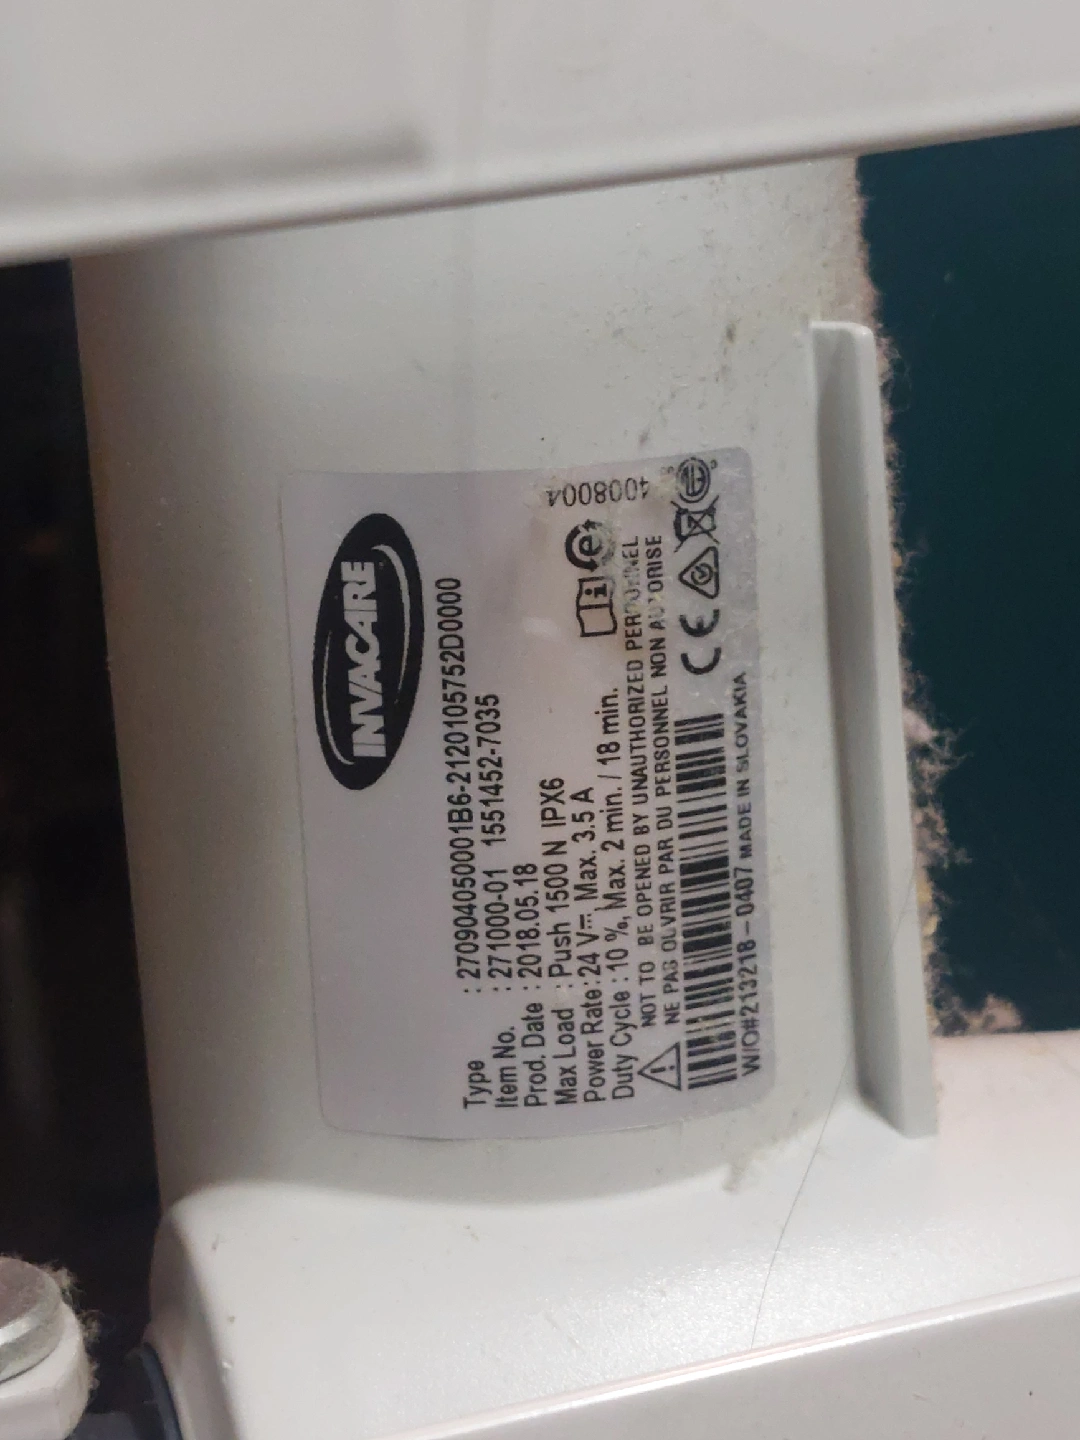 INVACARE
Type : 270904050001B6-2120105752D0000
Item No. : 271000-01 1551452-7035
Prod. Date : 2018.05.18
Max Load : Push 1500 N IPX6
Power Rate: 24 V⎓ Max. 3.5 A
Duty Cycle : 10 %, Max. 2 min. / 18 min.
4008004
NOT TO BE OPENED BY UNAUTHORIZED PERSONNEL
NE PAS OUVRIR PAR DU PERSONNEL NON AUTORISE
CE
W/O#213218-0407 MADE IN SLOVAKIA